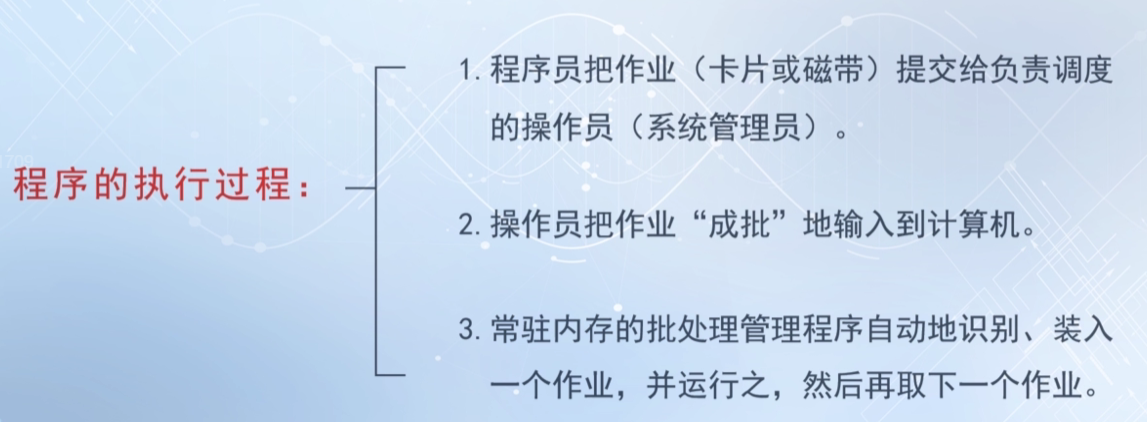 程序的执行过程：
1. 程序员把作业（卡片或磁带）提交给负责调度
的操作员（系统管理员）。
2. 操作员把作业“成批”地输入到计算机。
3. 常驻内存的批处理管理程序自动地识别、装入
一个作业，并运行之，然后再取下一个作业。